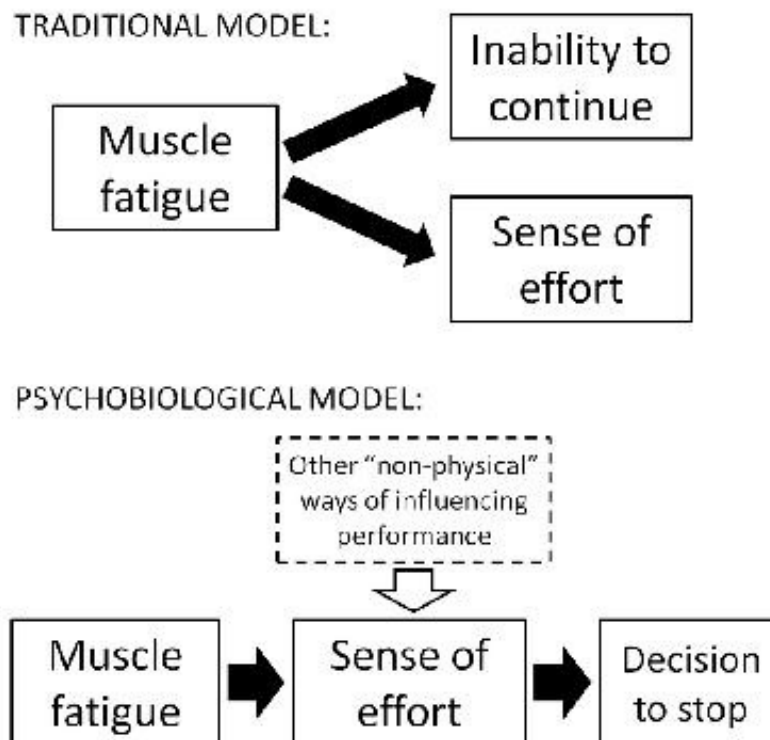 TRADITIONAL MODEL:
Inability to
continue
Muscle
fatigue
Sense of
effort
PSYCHOBIOLOGICAL MODEL:
Other “non-physical”
ways of influencing
performance
Muscle
fatigue
Sense of
effort
Decision
to stop